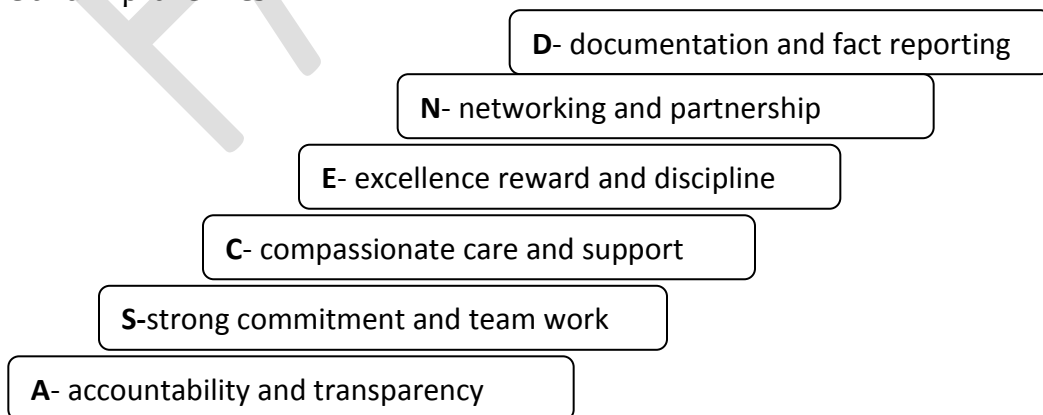 D- documentation and fact reporting
N- networking and partnership
E- excellence reward and discipline
C- compassionate care and support
S-strong commitment and team work
A- accountability and transparency